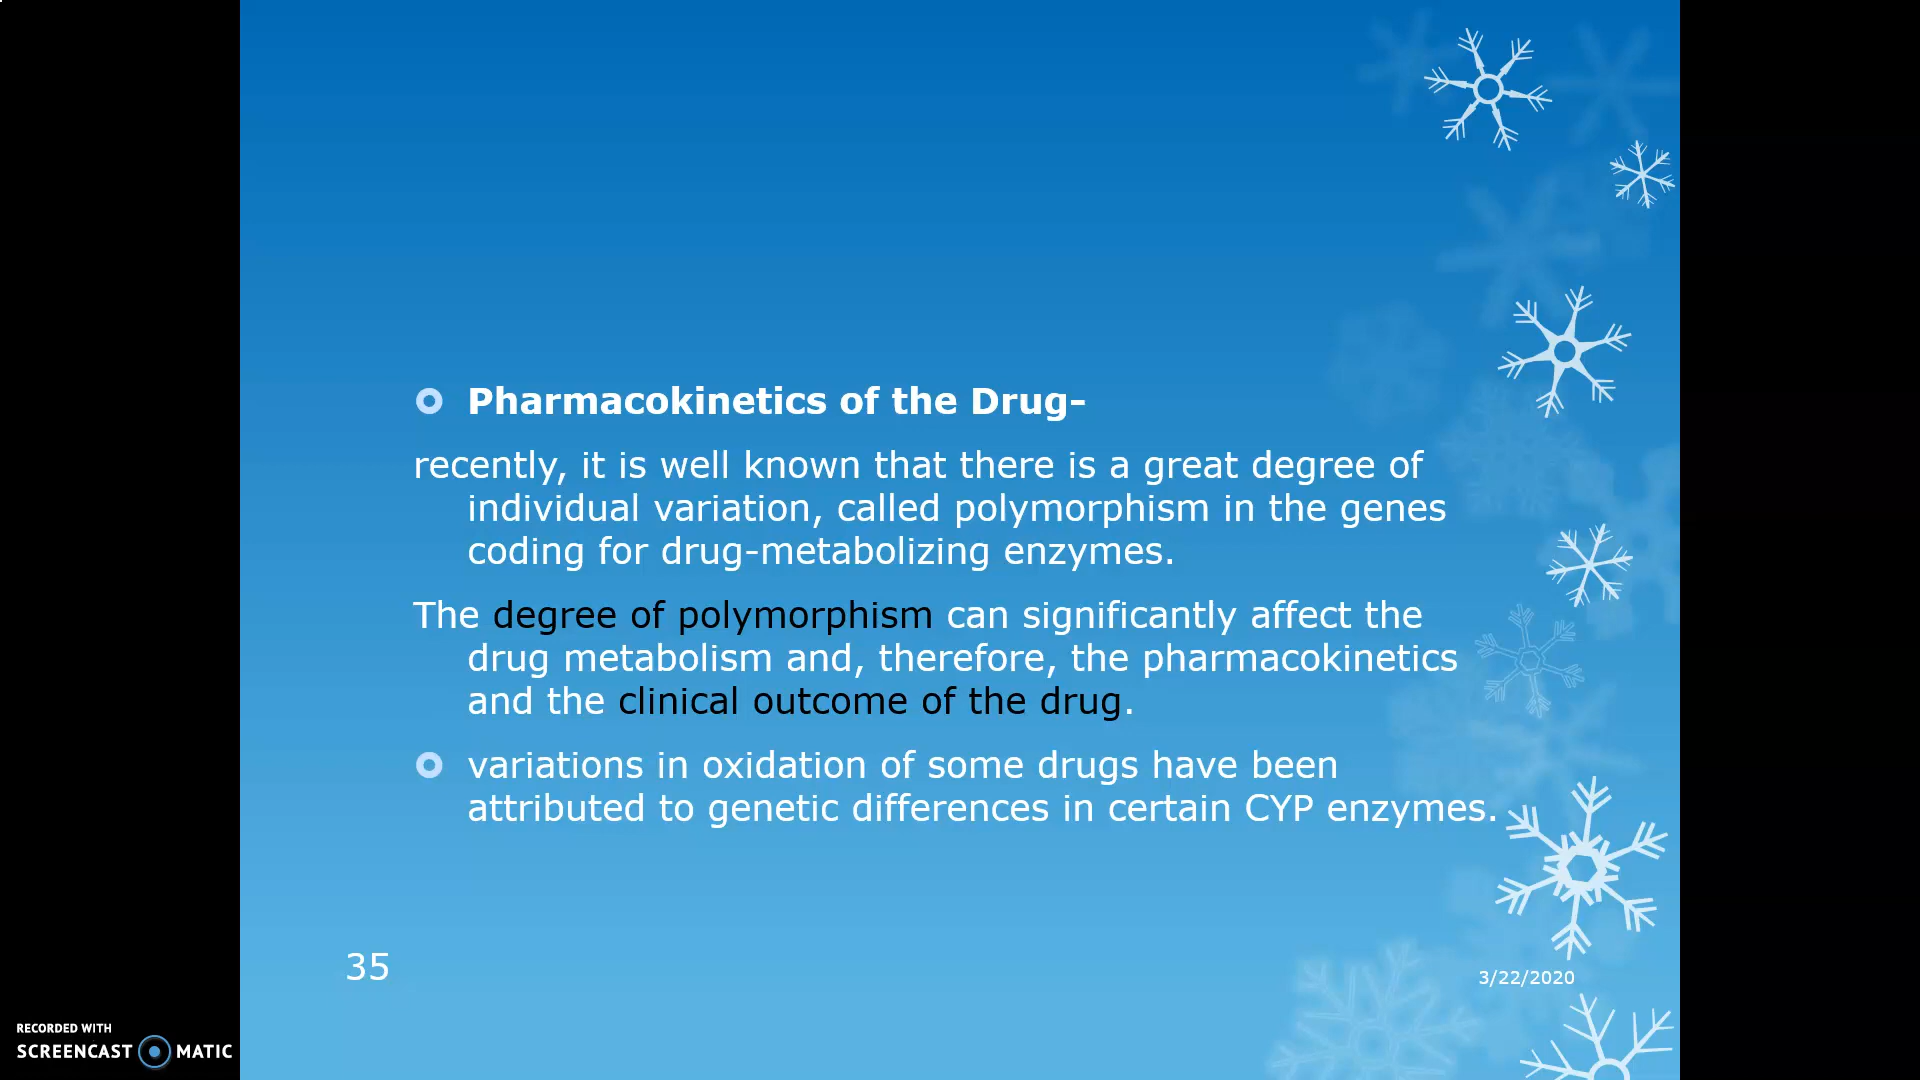 Pharmacokinetics of the Drug–
recently, it is well known that there is a great degree of
individual variation, called polymorphism in the genes
coding for drug-metabolizing enzymes.
The degree of polymorphism can significantly affect the
drug metabolism and, therefore, the pharmacokinetics
and the clinical outcome of the drug.
variations in oxidation of some drugs have been
attributed to genetic differences in certain CYP enzymes.
35
3/22/2020
RECORDED WITH
SCREENCAST MATIC